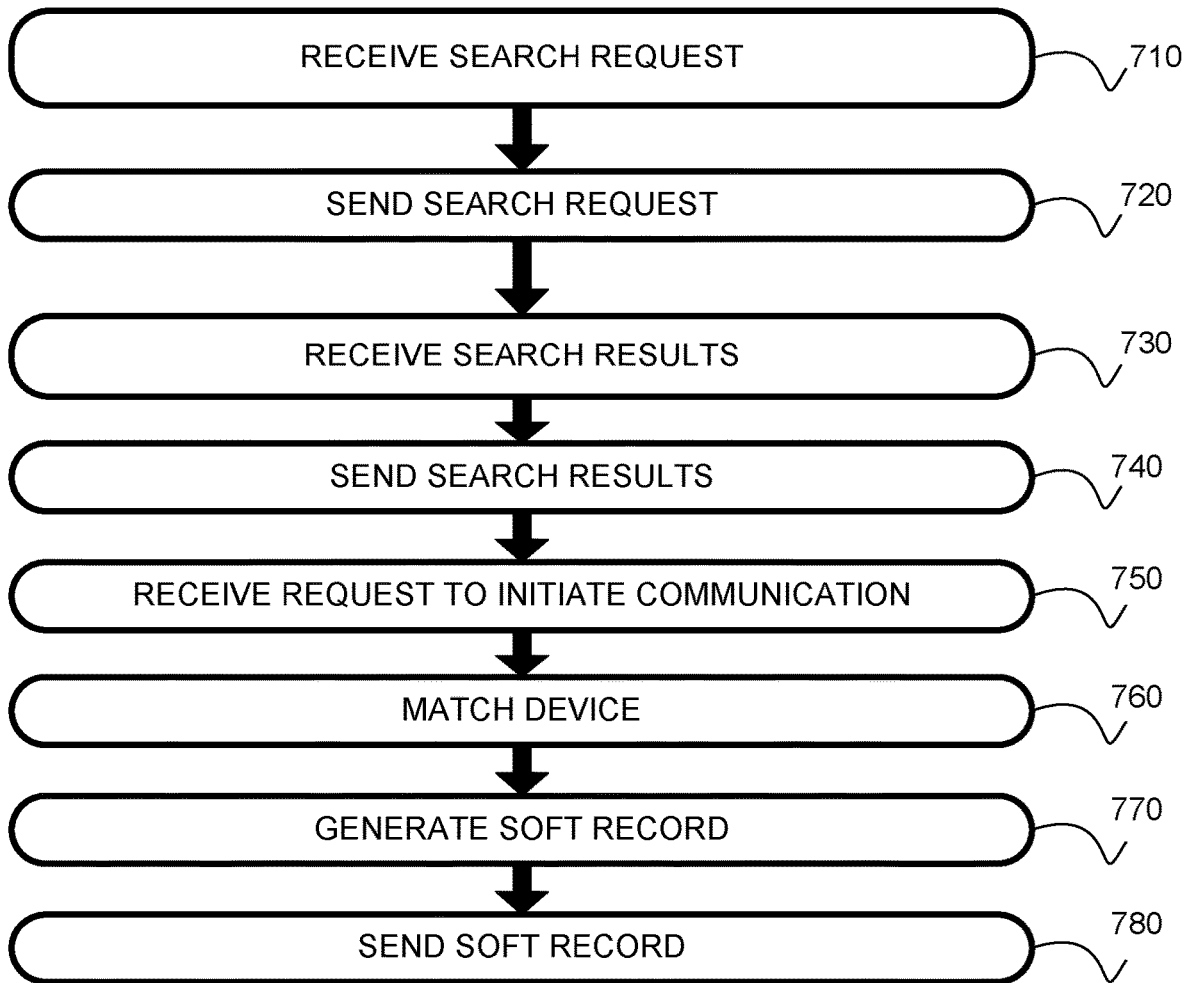 RECEIVE SEARCH REQUEST
710
SEND SEARCH REQUEST
720
RECEIVE SEARCH RESULTS
730
SEND SEARCH RESULTS
740
RECEIVE REQUEST TO INITIATE COMMUNICATION
750
MATCH DEVICE
760
GENERATE SOFT RECORD
770
SEND SOFT RECORD
780